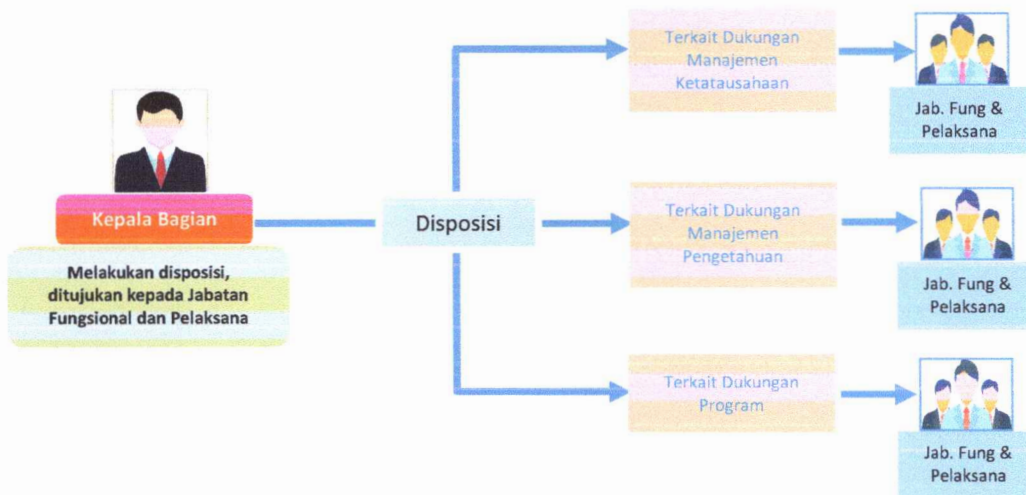 Kepala Bagian
Melakukan disposisi,
ditujukan kepada Jabatan
Fungsional dan Pelaksana
Disposisi
Terkait Dukungan
Manajemen
Ketatausahaan
Jab. Fung &
Pelaksana
Terkait Dukungan
Manajemen
Pengetahuan
Jab. Fung &
Pelaksana
Terkait Dukungan
Program
Jab. Fung &
Pelaksana